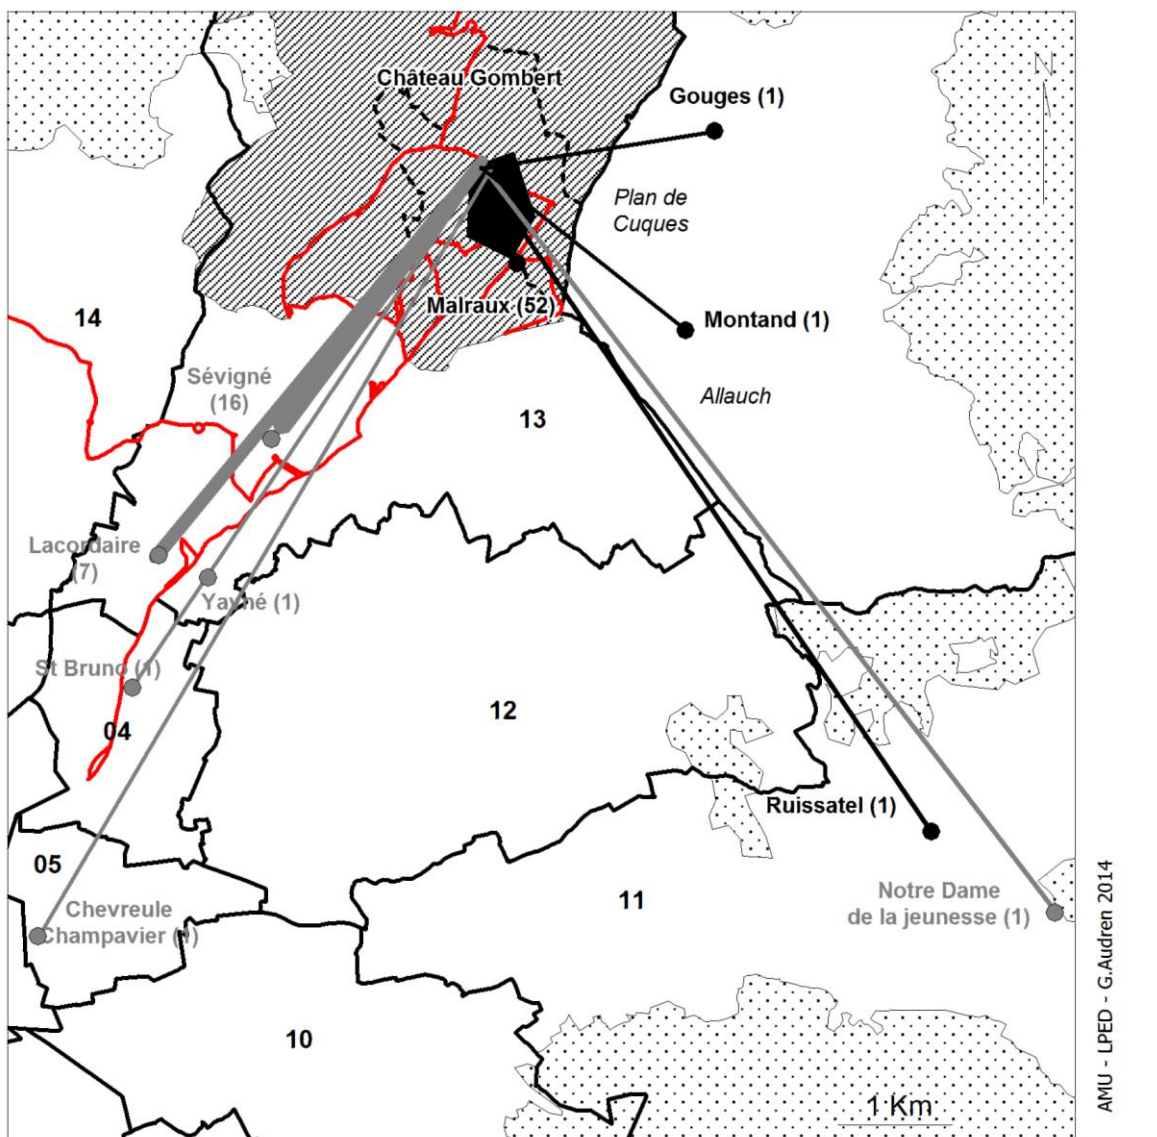 N
Château Gombert
Gouges (1)
Plan de
Cuques
14
Malraux (52)
Montand (1)
Sévigné
(16)
Allauch
13
Lacordaire
(7)
Yavné (1)
St Bruno (1)
12
04
Ruissatel (1)
05
Notre Dame
de la jeunesse (1)
11
Chevreule
Champavier (1)
10
1 Km
AMU - LPED - G.Audren 2014